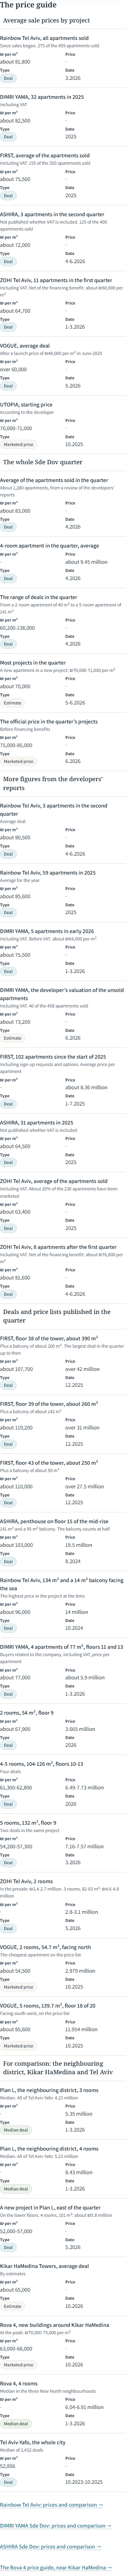 The price guide
Average sale prices by project
Rainbow Tel Aviv, all apartments sold
Since sales began. 275 of the 459 apartments sold
₪ per m²
Price
about 81,800
-
Type
Date
Deal
3.2026
DIMRI YAMA, 32 apartments in 2025
Including VAT
₪ per m²
Price
about 82,500
-
Type
Date
Deal
2025
FIRST, average of the apartments sold
Including VAT. 155 of the 350 apartments sold
₪ per m²
Price
about 75,500
-
Type
Date
Deal
2025
ASHIRA, 3 apartments in the second quarter
Not published whether VAT is included. 125 of the 406
apartments sold
₪ per m²
Price
about 72,000
-
Type
Date
Deal
4-6.2026
ZOHI Tel Aviv, 11 apartments in the first quarter
Including VAT. Net of the financing benefit: about ₪60,500 per
m²
₪ per m²
Price
about 64,700
-
Type
Date
Deal
1-3.2026
VOGUE, average deal
After a launch price of ₪49,000 per m² in June 2025
₪ per m²
Price
over 60,000
-
Type
Date
Deal
5.2026
UTOPIA, starting price
According to the developer
₪ per m²
Price
70,000-71,000
-
Type
Date
Marketed price
10.2025
The whole Sde Dov quarter
Average of the apartments sold in the quarter
About 1,200 apartments, from a review of the developers'
reports
₪ per m²
Price
about 83,000
-
Type
Date
Deal
4.2026
4-room apartment in the quarter, average
₪ per m²
Price
-
about 9.45 million
Type
Date
Deal
4.2026
The range of deals in the quarter
From a 2-room apartment of 49 m² to a 5-room apartment of
141 m²
₪ per m²
Price
60,200-138,000
-
Type
Date
Deal
4.2026
Most projects in the quarter
A new apartment in a new project: ₪70,000-71,000 per m²
₪ per m²
Price
about 70,000
-
Type
Date
Estimate
5-6.2026
The official price in the quarter's projects
Before financing benefits
₪ per m²
Price
75,000-85,000
-
Type
Date
Marketed price
6.2026
More figures from the developers'
reports
Rainbow Tel Aviv, 3 apartments in the second
quarter
Average deal
₪ per m²
Price
about 80,500
-
Type
Date
Deal
4-6.2026
Rainbow Tel Aviv, 59 apartments in 2025
Average for the year
₪ per m²
Price
about 85,600
-
Type
Date
Deal
2025
DIMRI YAMA, 5 apartments in early 2026
Including VAT. Before VAT: about ₪64,000 per m²
₪ per m²
Price
about 75,500
-
Type
Date
Deal
1-3.2026
DIMRI YAMA, the developer's valuation of the unsold
apartments
Including VAT. 40 of the 458 apartments sold
₪ per m²
Price
about 73,200
-
Type
Date
Estimate
6.2026
FIRST, 102 apartments since the start of 2025
Including sign-up requests and options. Average price per
apartment
₪ per m²
Price
-
about 8.36 million
Type
Date
Deal
1-7.2025
ASHIRA, 31 apartments in 2025
Not published whether VAT is included
₪ per m²
Price
about 64,500
-
Type
Date
Deal
2025
ZOHI Tel Aviv, average of the apartments sold
Including VAT. About 20% of the 230 apartments have been
marketed
₪ per m²
Price
about 63,400
-
Type
Date
Deal
2025
ZOHI Tel Aviv, 8 apartments after the first quarter
Including VAT. Net of the financing benefit: about ₪70,800 per
m²
₪ per m²
Price
about 81,600
-
Type
Date
Deal
4-6.2026
Deals and price lists published in the
quarter
FIRST, floor 38 of the tower, about 390 m²
Plus a balcony of about 200 m². The largest deal in the quarter
up to then
₪ per m²
Price
about 107,700
over 42 million
Type
Date
Deal
12.2025
FIRST, floor 39 of the tower, about 260 m²
Plus a balcony of about 142 m²
₪ per m²
Price
about 119,200
over 31 million
Type
Date
Deal
12.2025
FIRST, floor 43 of the tower, about 250 m²
Plus a balcony of about 50 m²
₪ per m²
Price
about 110,000
over 27.5 million
Type
Date
Deal
12.2025
ASHIRA, penthouse on floor 15 of the mid-rise
141 m² and a 95 m² balcony. The balcony counts at half
₪ per m²
Price
about 103,000
19.5 million
Type
Date
Deal
8.2024
Rainbow Tel Aviv, 134 m² and a 14 m² balcony facing
the sea
The highest price in the project at the time
₪ per m²
Price
about 96,000
14 million
Type
Date
Deal
10.2024
DIMRI YAMA, 4 apartments of 77 m², floors 11 and 13
Buyers related to the company, including VAT, price per
apartment
₪ per m²
Price
about 77,000
about 5.9 million
Type
Date
Deal
1-3.2026
2 rooms, 54 m², floor 9
₪ per m²
Price
about 67,900
3.665 million
Type
Date
Deal
2026
4-5 rooms, 104-126 m², floors 10-13
Four deals
₪ per m²
Price
61,300-62,800
6.49-7.73 million
Type
Date
Deal
2026
5 rooms, 132 m², floor 9
Two deals in the same project
₪ per m²
Price
54,200-57,300
7.16-7.57 million
Type
Date
Deal
3.2026
ZOHI Tel Aviv, 2 rooms
In the presale: ₪2.4-2.7 million. 3 rooms, 82-93 m²: ₪4.6-4.8
million
₪ per m²
Price
-
2.8-3.1 million
Type
Date
Deal
5.2026
VOGUE, 2 rooms, 54.7 m², facing north
The cheapest apartment on the price list
₪ per m²
Price
about 54,500
2.979 million
Type
Date
Marketed price
10.2025
VOGUE, 5 rooms, 139.7 m², floor 18 of 20
Facing south-west, on the price list
₪ per m²
Price
about 85,600
11.954 million
Type
Date
Marketed price
10.2025
For comparison: the neighbouring
district, Kikar HaMedina and Tel Aviv
Plan L, the neighbouring district, 3 rooms
Median. All of Tel Aviv-Yafo: 4.23 million
₪ per m²
Price
-
5.35 million
Type
Date
Median deal
1-3.2026
Plan L, the neighbouring district, 4 rooms
Median. All of Tel Aviv-Yafo: 5.23 million
₪ per m²
Price
-
8.43 million
Type
Date
Median deal
1-3.2026
A new project in Plan L, east of the quarter
On the lower floors. 4 rooms, 101 m²: about ₪5.8 million
₪ per m²
Price
52,000-57,000
-
Type
Date
Deal
5.2026
Kikar HaMedina Towers, average deal
By estimates
₪ per m²
Price
about 65,000
-
Type
Date
Estimate
10.2026
Rova 4, new buildings around Kikar HaMedina
At the peak: ₪70,000-75,000 per m²
₪ per m²
Price
63,000-68,000
-
Type
Date
Marketed price
10.2026
Rova 4, 4 rooms
Median in the three New North neighbourhoods
₪ per m²
Price
-
6.04-6.91 million
Type
Date
Median deal
1-3.2026
Tel Aviv-Yafo, the whole city
Median of 2,432 deals
₪ per m²
Price
52,856
-
Type
Date
Deal
10.2023-10.2025
Rainbow Tel Aviv: prices and comparison →
DIMRI YAMA Sde Dov: prices and comparison →
ASHIRA Sde Dov: prices and comparison →
The Rova 4 price guide, near Kikar HaMedina →